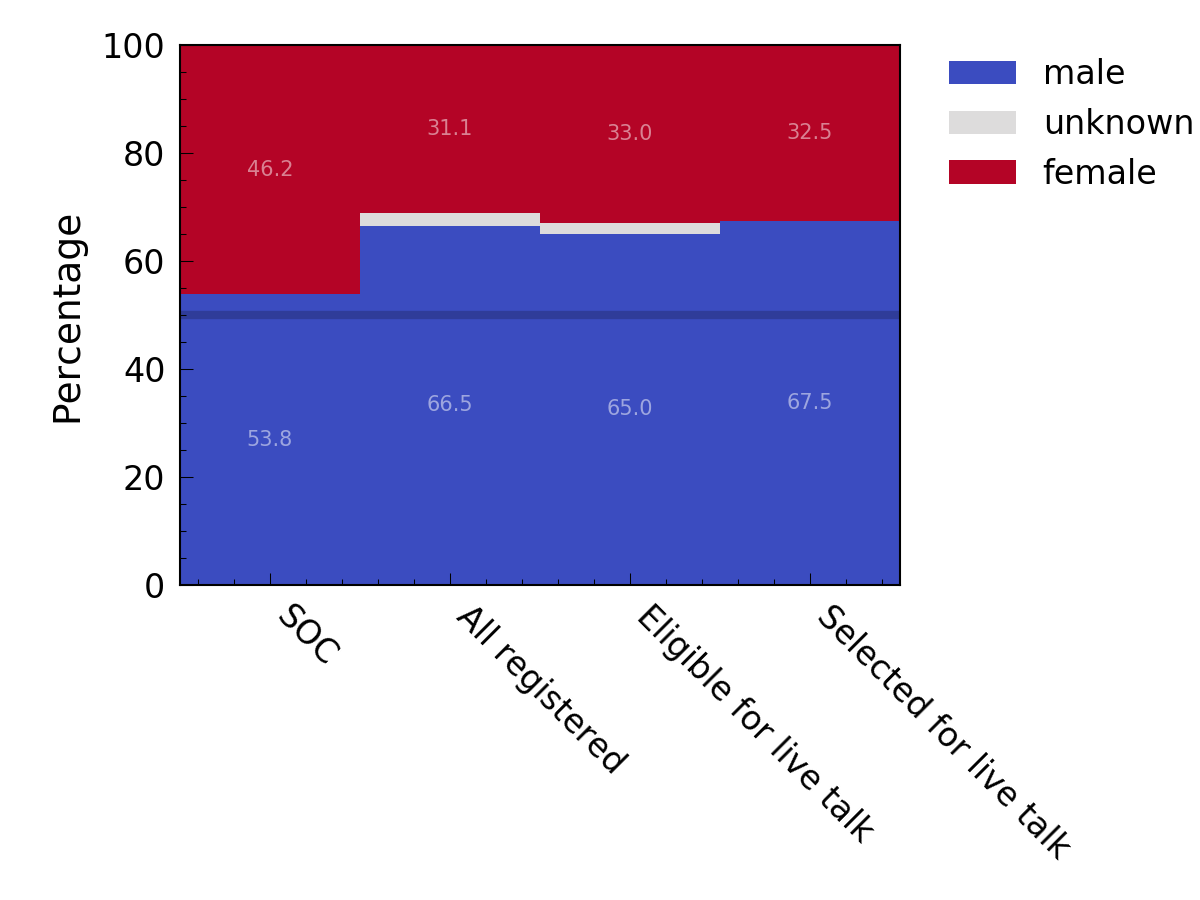 100
80
60
40
20
0
Percentage
46.2
31.1
33.0
32.5
53.8
66.5
65.0
67.5
SOC
All registered
Eligible for live talk
Selected for live talk
male
unknown
female